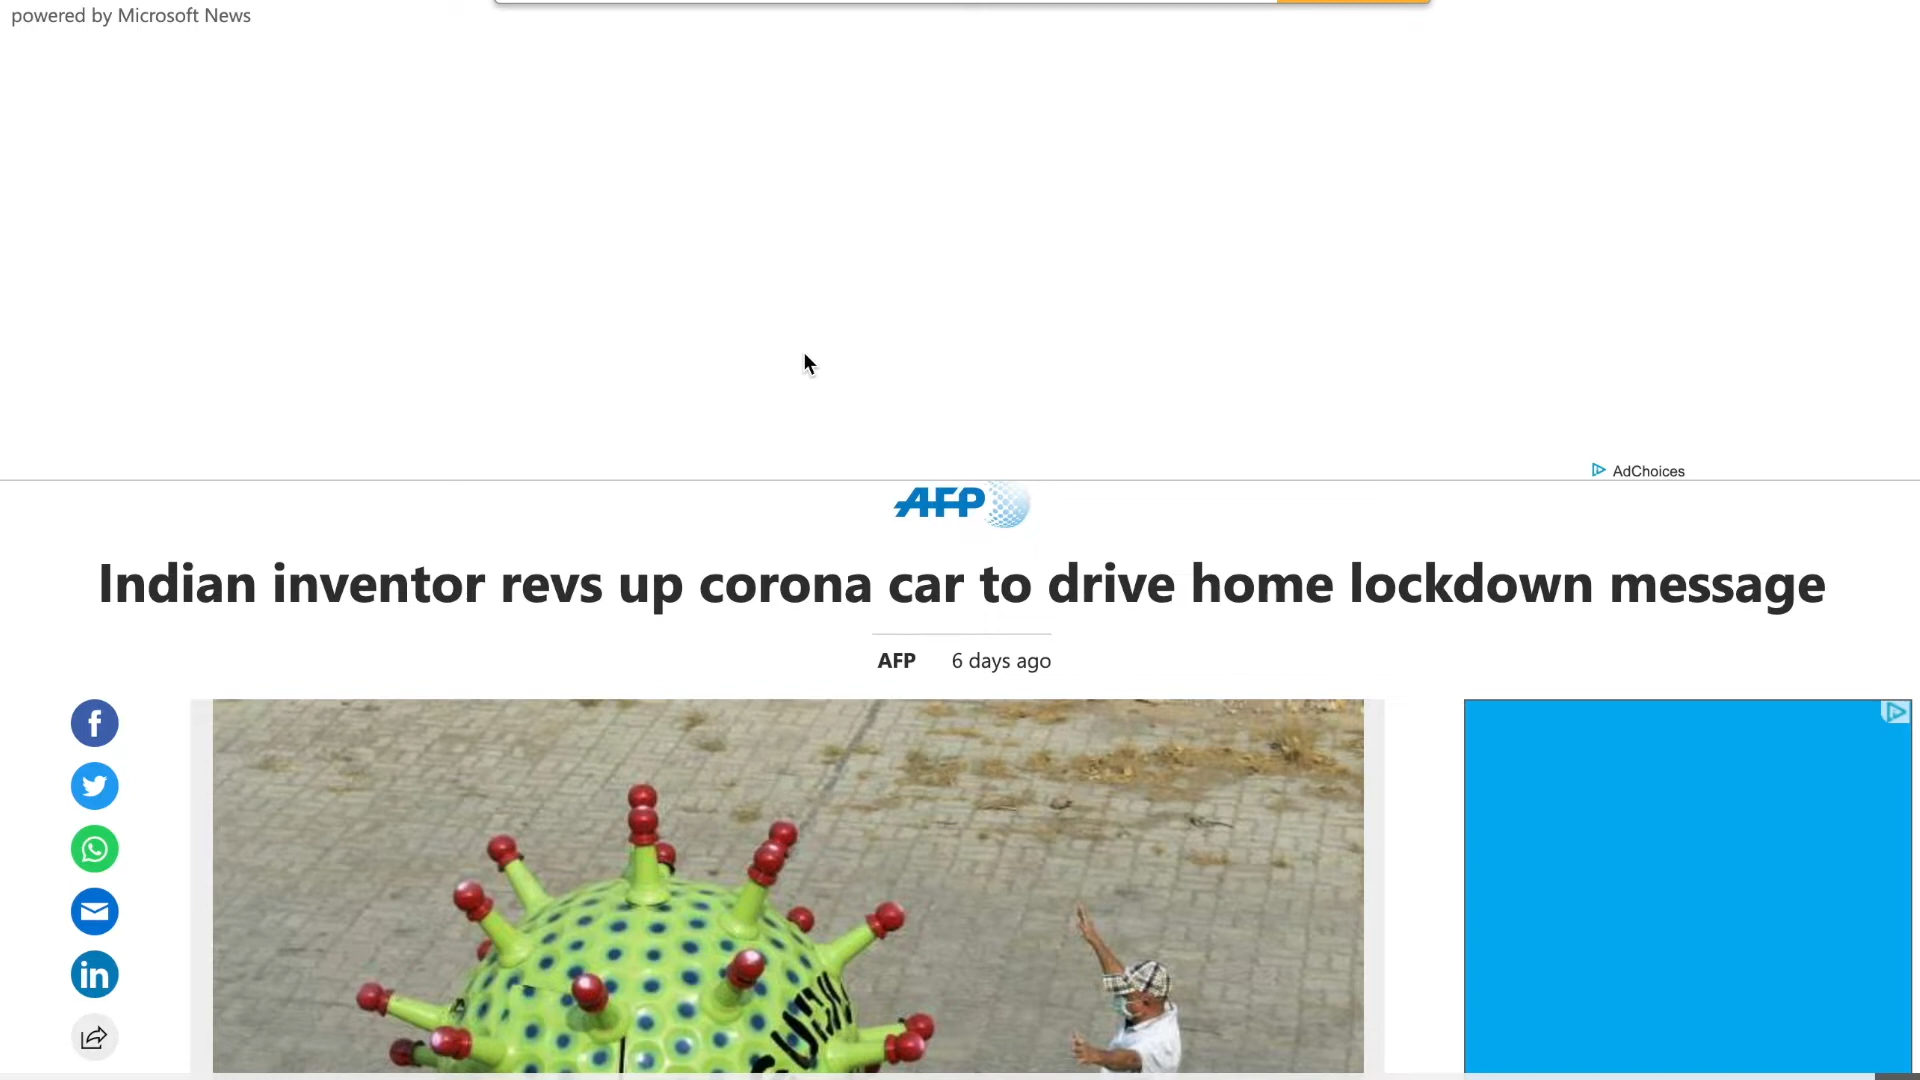 powered by Microsoft News
AdChoices
AFP
Indian inventor revs up corona car to drive home lockdown message
AFP 6 days ago